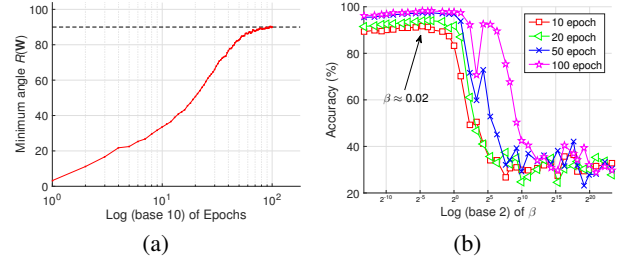 100
80
60
40
20
0
Minimum angle R(W)
10^0
10^1
10^2
Log (base 10) of Epochs
(a)
100
80
60
40
20
Accuracy (%)
10 epoch
20 epoch
50 epoch
100 epoch
β ≈ 0.02
2^-10
2^-5
2^0
2^5
2^10
2^15
2^20
Log (base 2) of β
(b)